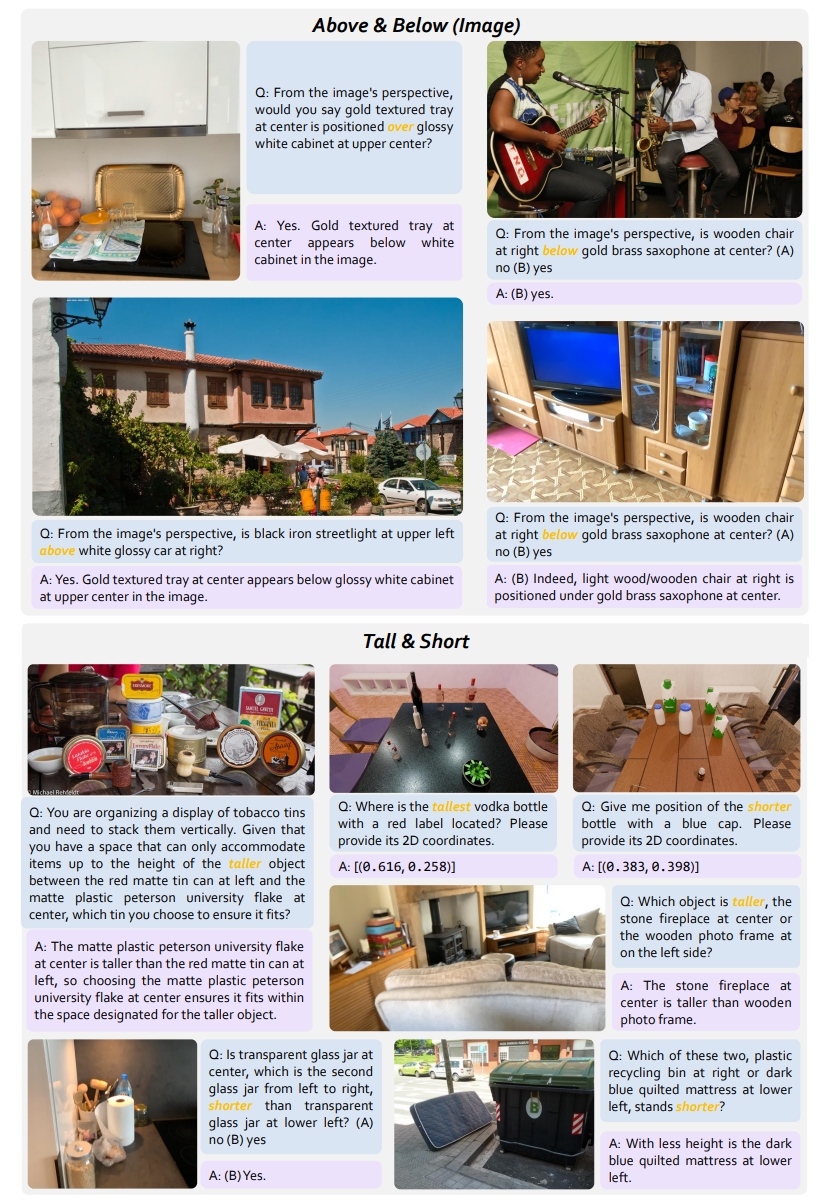 Above & Below (Image)
Q: From the image's perspective,
would you say gold textured tray
at center is positioned over glossy
white cabinet at upper center?
A: Yes. Gold textured tray at
center appears below white
cabinet in the image.
Q: From the image's perspective, is wooden chair
at right below gold brass saxophone at center? (A)
no (B) yes
A: (B) yes.
Q: From the image's perspective, is black iron streetlight at upper left
above white glossy car at right?
A: Yes. Gold textured tray at center appears below glossy white cabinet
at upper center in the image.
Q: From the image's perspective, is wooden chair
at right below gold brass saxophone at center? (A)
no (B) yes
A: (B) Indeed, light wood/wooden chair at right is
positioned under gold brass saxophone at center.
Tall & Short
© Michael Rehfeldt
Q: You are organizing a display of tobacco tins
and need to stack them vertically. Given that
you have a space that can only accommodate
items up to the height of the taller object
between the red matte tin can at left and the
matte plastic peterson university flake at
center, which tin you choose to ensure it fits?
A: The matte plastic peterson university flake
at center is taller than the red matte tin can at
left, so choosing the matte plastic peterson
university flake at center ensures it fits within
the space designated for the taller object.
Q: Where is the tallest vodka bottle
with a red label located? Please
provide its 2D coordinates.
A: [(0.616, 0.258)]
Q: Give me position of the shorter
bottle with a blue cap. Please
provide its 2D coordinates.
A: [(0.383, 0.398)]
Q: Which object is taller, the
stone fireplace at center or
the wooden photo frame at
on the left side?
A: The stone fireplace at
center is taller than wooden
photo frame.
Q: Is transparent glass jar at
center, which is the second
glass jar from left to right,
shorter than transparent
glass jar at lower left? (A)
no (B) yes
A: (B) Yes.
B
Q: Which of these two, plastic
recycling bin at right or dark
blue quilted mattress at lower
left, stands shorter?
A: With less height is the dark
blue quilted mattress at lower
left.